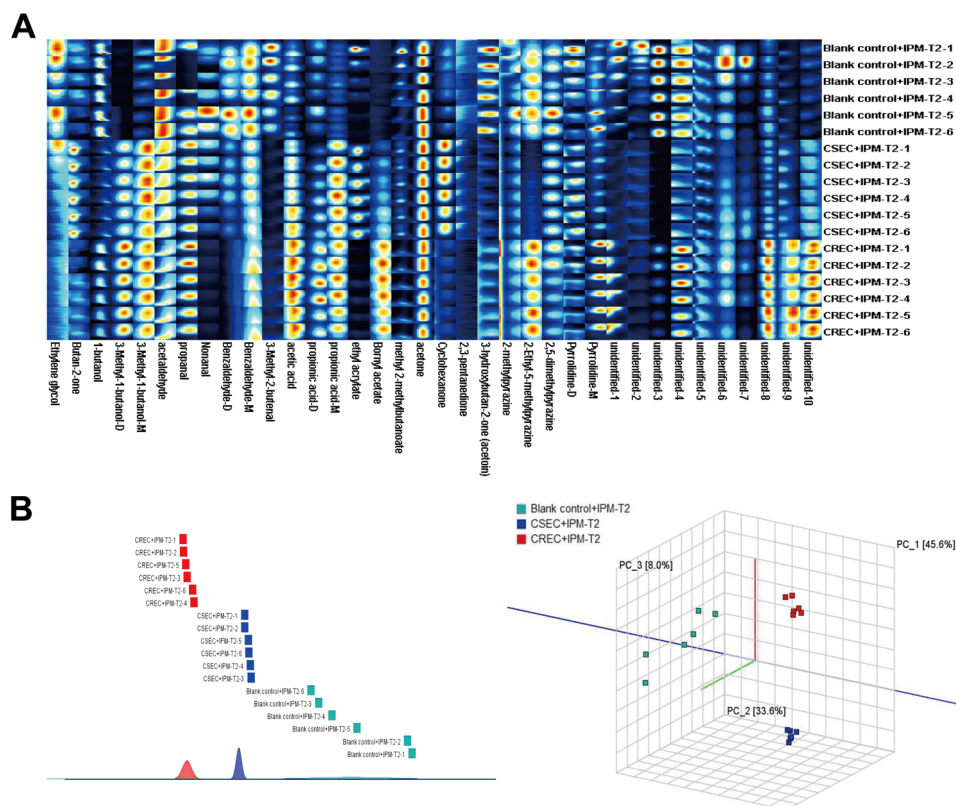 A
Blank control+IPM-T2-1
Blank control+IPM-T2-2
Blank control+IPM-T2-3
Blank control+IPM-T2-4
Blank control+IPM-T2-5
Blank control+IPM-T2-6
CSEC+IPM-T2-1
CSEC+IPM-T2-2
CSEC+IPM-T2-3
CSEC+IPM-T2-4
CSEC+IPM-T2-5
CSEC+IPM-T2-6
CREC+IPM-T2-1
CREC+IPM-T2-2
CREC+IPM-T2-3
CREC+IPM-T2-4
CREC+IPM-T2-5
CREC+IPM-T2-6
Ethylene glycol
Butan-2-one
1-butanol
3-Methyl-1-butanol-D
3-Methyl-1-butanol-M
acetaldehyde
propanal
Nonanal
Benzaldehyde-D
Benzaldehyde-M
3-Methyl-2-butenal
acetic acid
propionic acid-D
propionic acid-M
ethyl acrylate
Bornyl acetate
methyl 2-methylbutanoate
acetone
Cyclohexanone
2,3-pentanedione
3-hydroxybutan-2-one (acetoin)
2-methylpyrazine
2-Ethyl-5-methylpyrazine
2,5-dimethylpyrazine
Pyrrolidine-D
Pyrrolidine-M
unidentified-1
unidentified-2
unidentified-3
unidentified-4
unidentified-5
unidentified-6
unidentified-7
unidentified-8
unidentified-9
unidentified-10
B
CREC+IPM-T2-1
CREC+IPM-T2-2
CREC+IPM-T2-5
CREC+IPM-T2-3
CREC+IPM-T2-6
CREC+IPM-T2-4
CSEC+IPM-T2-1
CSEC+IPM-T2-2
CSEC+IPM-T2-5
CSEC+IPM-T2-6
CSEC+IPM-T2-4
CSEC+IPM-T2-3
Blank control+IPM-T2-6
Blank control+IPM-T2-3
Blank control+IPM-T2-4
Blank control+IPM-T2-5
Blank control+IPM-T2-2
Blank control+IPM-T2-1
Blank control+IPM-T2
CSEC+IPM-T2
CREC+IPM-T2
PC_1 [45.6%]
PC_3 [8.0%]
PC_2 [33.6%]